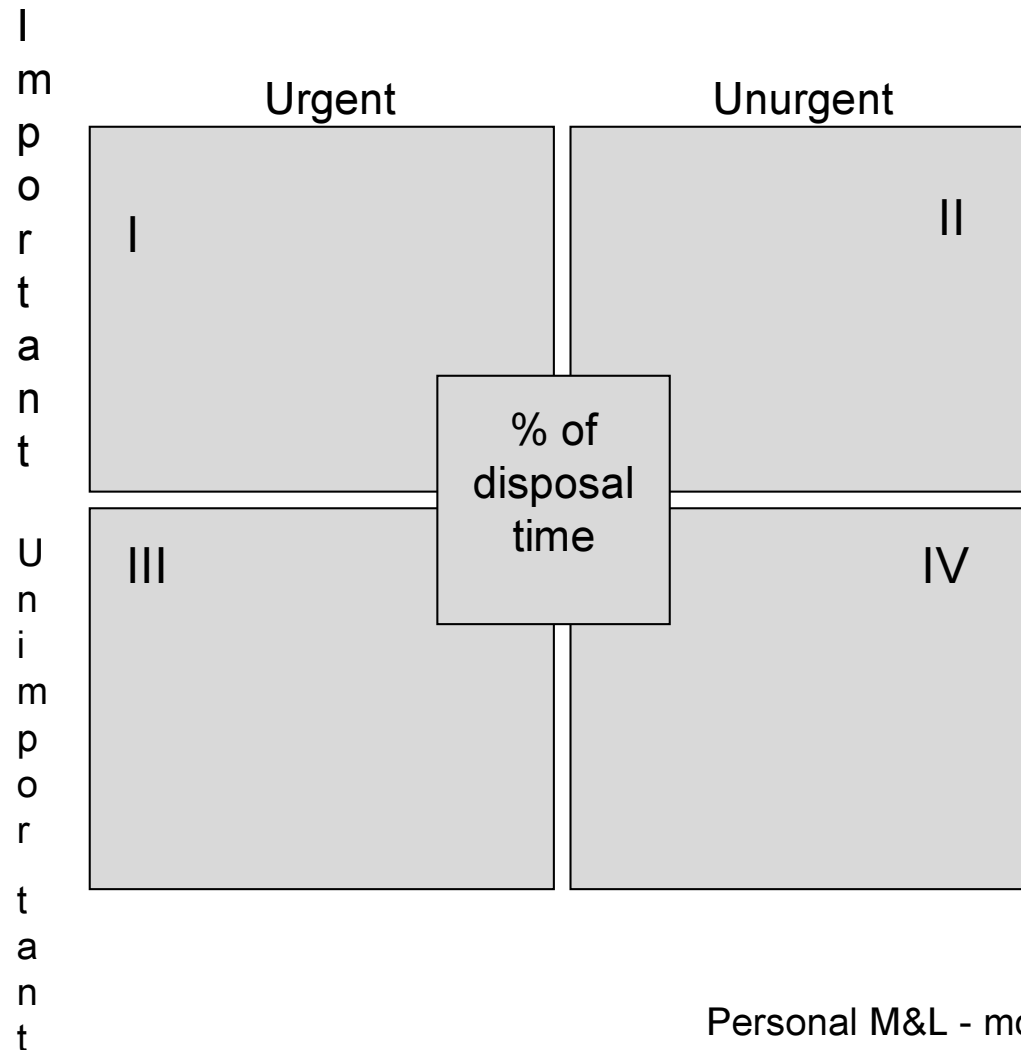 Important
Urgent
Unurgent
I
II
% of
disposal
time
Unimportant
III
IV
Personal M&L -